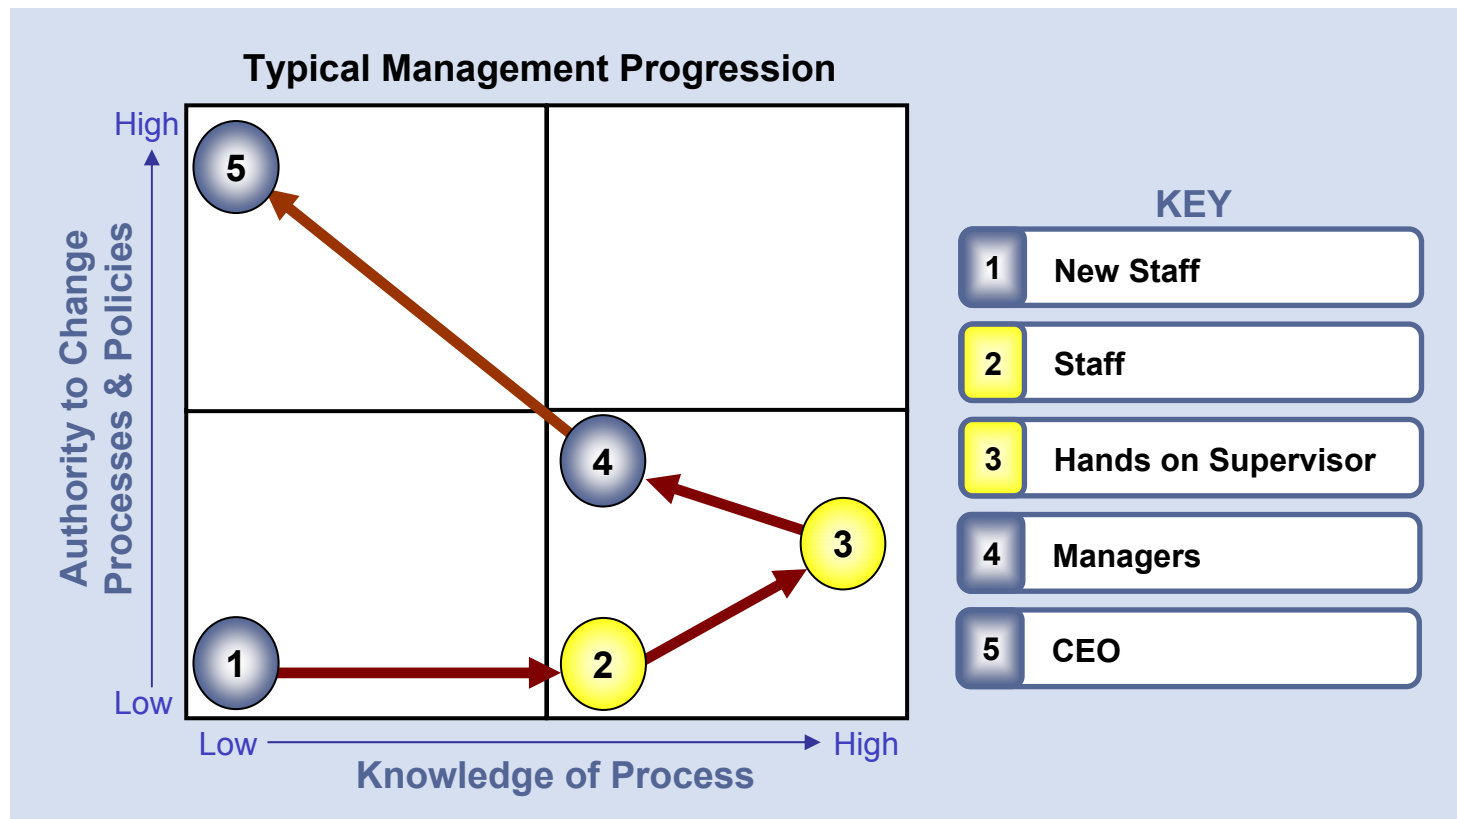 Typical Management Progression
High
Authority to Change
Processes & Policies
Low
5
4
3
1
2
Low
High
Knowledge of Process
KEY
1 New Staff
2 Staff
3 Hands on Supervisor
4 Managers
5 CEO